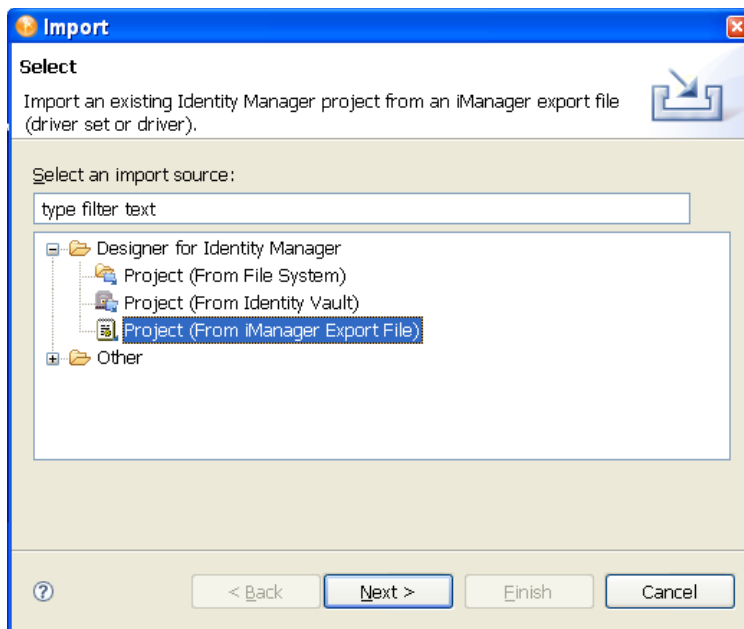 Import
Select
Import an existing Identity Manager project from an iManager export file
(driver set or driver).
Select an import source:
type filter text
Designer for Identity Manager
Project (From File System)
Project (From Identity Vault)
Project (From iManager Export File)
Other
< Back Next > Finish Cancel